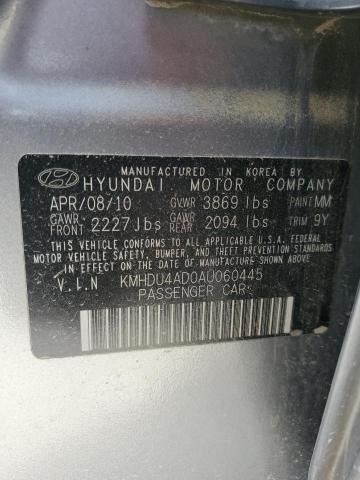 MANUFACTURED IN KOREA BY
HYUNDAI MOTOR COMPANY
APR/08/10 GVWR 3869 lbs PAINT MM
GAWR FRONT 2227 lbs GAWR REAR 2094 lbs TRIM 9Y
THIS VEHICLE CONFORMS TO ALL APPLICABLE U.S.A. FEDERAL
MOTOR VEHICLE SAFETY, BUMPER, AND THEFT PREVENTION
STANDARDS IN EFFECT ON THE DATE OF MANUFACTURE SHOWN ABOVE.
V.I.N KMHDU4AD0AU060445
PASSENGER CAR